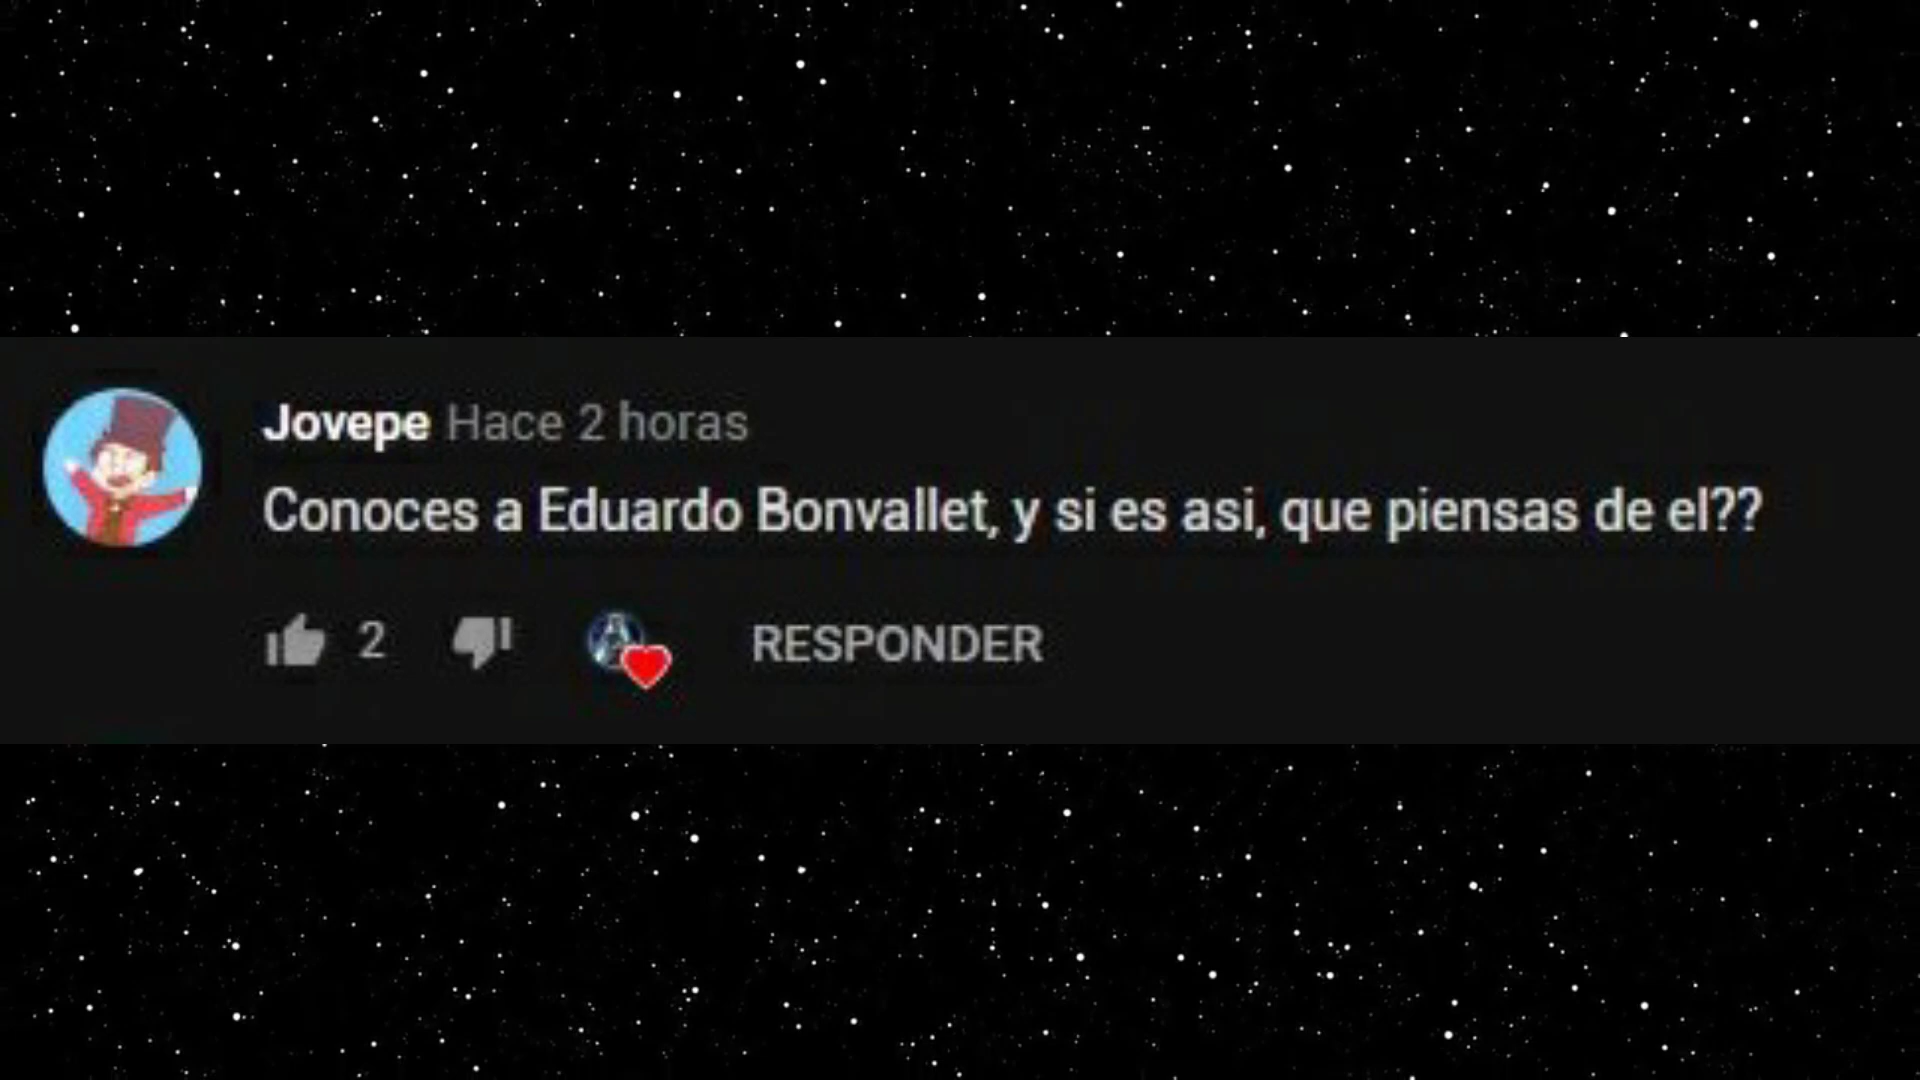 Jovepe Hace 2 horas
Conoces a Eduardo Bonvallet, y si es asi, que piensas de el??
2 RESPONDER